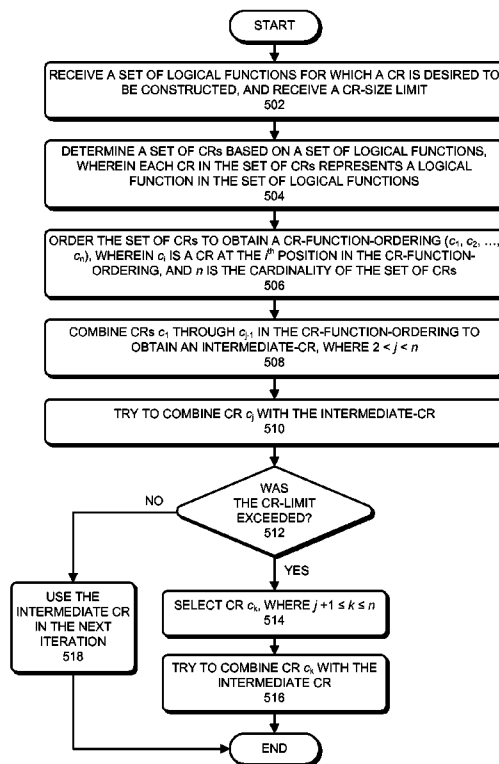 START
RECEIVE A SET OF LOGICAL FUNCTIONS FOR WHICH A CR IS DESIRED TO
BE CONSTRUCTED, AND RECEIVE A CR-SIZE LIMIT
502
DETERMINE A SET OF CRs BASED ON A SET OF LOGICAL FUNCTIONS,
WHEREIN EACH CR IN THE SET OF CRs REPRESENTS A LOGICAL
FUNCTION IN THE SET OF LOGICAL FUNCTIONS
504
ORDER THE SET OF CRs TO OBTAIN A CR-FUNCTION-ORDERING (c1, c2, …,
cn), WHEREIN ci IS A CR AT THE ith POSITION IN THE CR-FUNCTION-
ORDERING, AND n IS THE CARDINALITY OF THE SET OF CRs
506
COMBINE CRs c1 THROUGH cj-1 IN THE CR-FUNCTION-ORDERING TO
OBTAIN AN INTERMEDIATE-CR, WHERE 2 < j < n
508
TRY TO COMBINE CR cj WITH THE INTERMEDIATE-CR
510
WAS
THE CR-LIMIT
EXCEEDED?
512
NO
YES
USE THE
INTERMEDIATE CR
IN THE NEXT
ITERATION
518
SELECT CR ck, WHERE j +1 ≤ k ≤ n
514
TRY TO COMBINE CR ck WITH THE
INTERMEDIATE CR
516
END